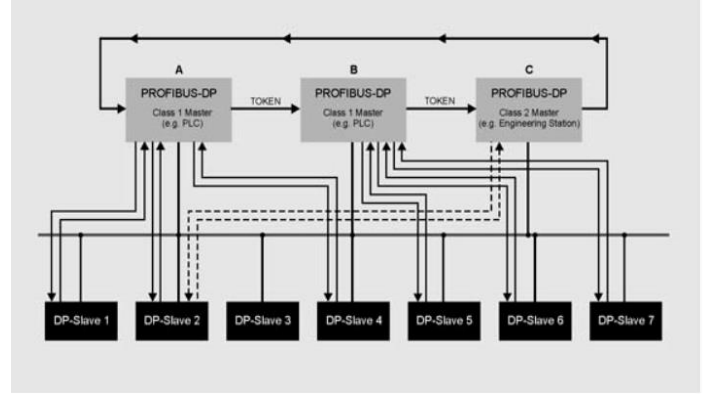 A
B
C
PROFIBUS-DP
Class 1 Master
(e.g. PLC)
TOKEN
PROFIBUS-DP
Class 1 Master
(e.g. PLC)
TOKEN
PROFIBUS-DP
Class 2 Master
(e.g. Engineering Station)
DP-Slave 1
DP-Slave 2
DP-Slave 3
DP-Slave 4
DP-Slave 5
DP-Slave 6
DP-Slave 7